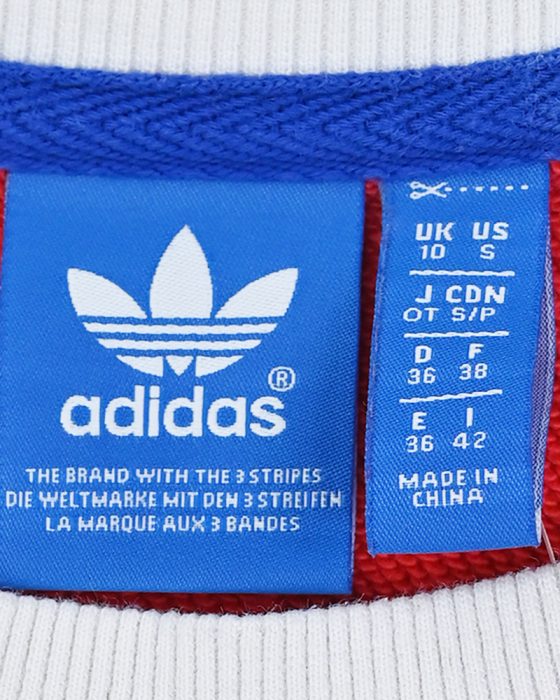 adidas®
THE BRAND WITH THE 3 STRIPES
DIE WELTMARKE MIT DEN 3 STREIFEN
LA MARQUE AUX 3 BANDES
UK US
10 S
J CDN
OT S/P
D F
36 38
E I
36 42
MADE IN
CHINA